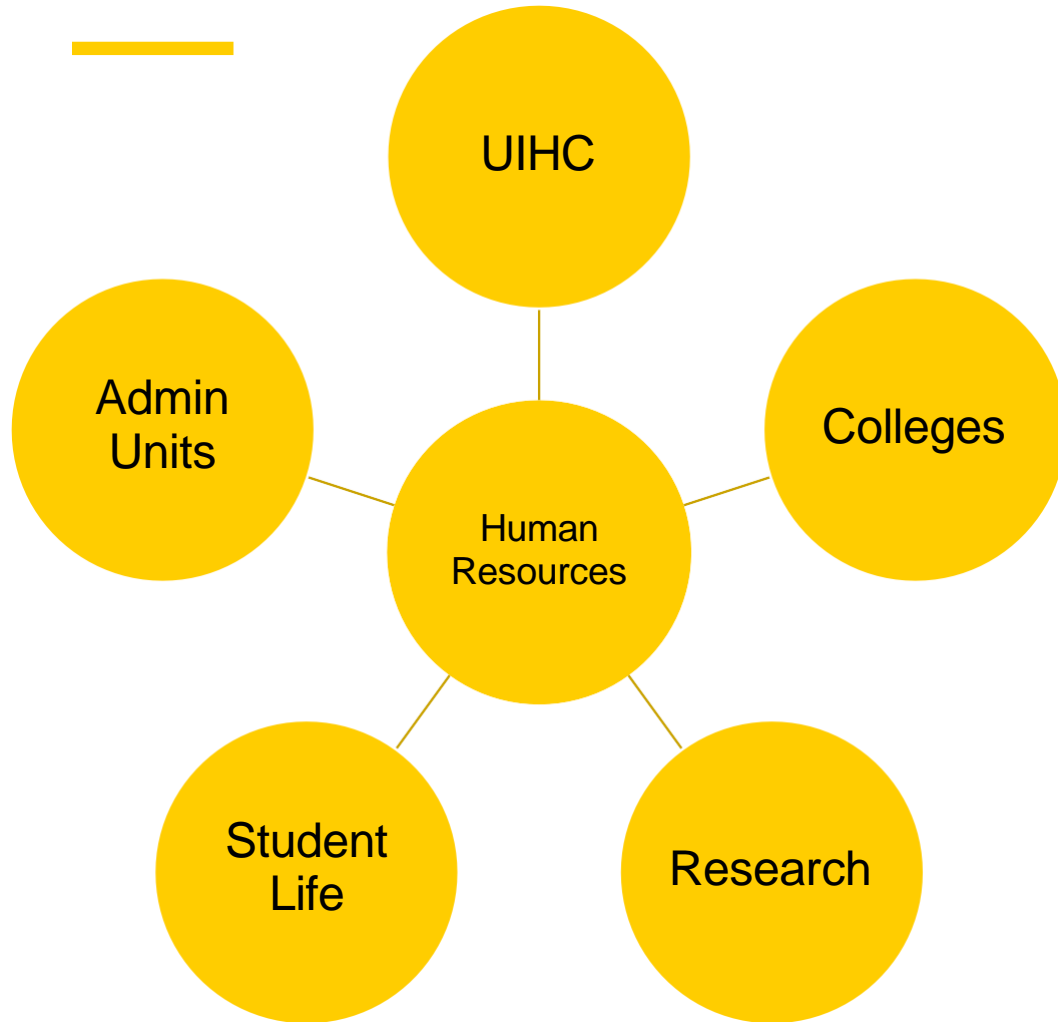 UIHC
Admin
Units
Colleges
Human
Resources
Student
Life
Research